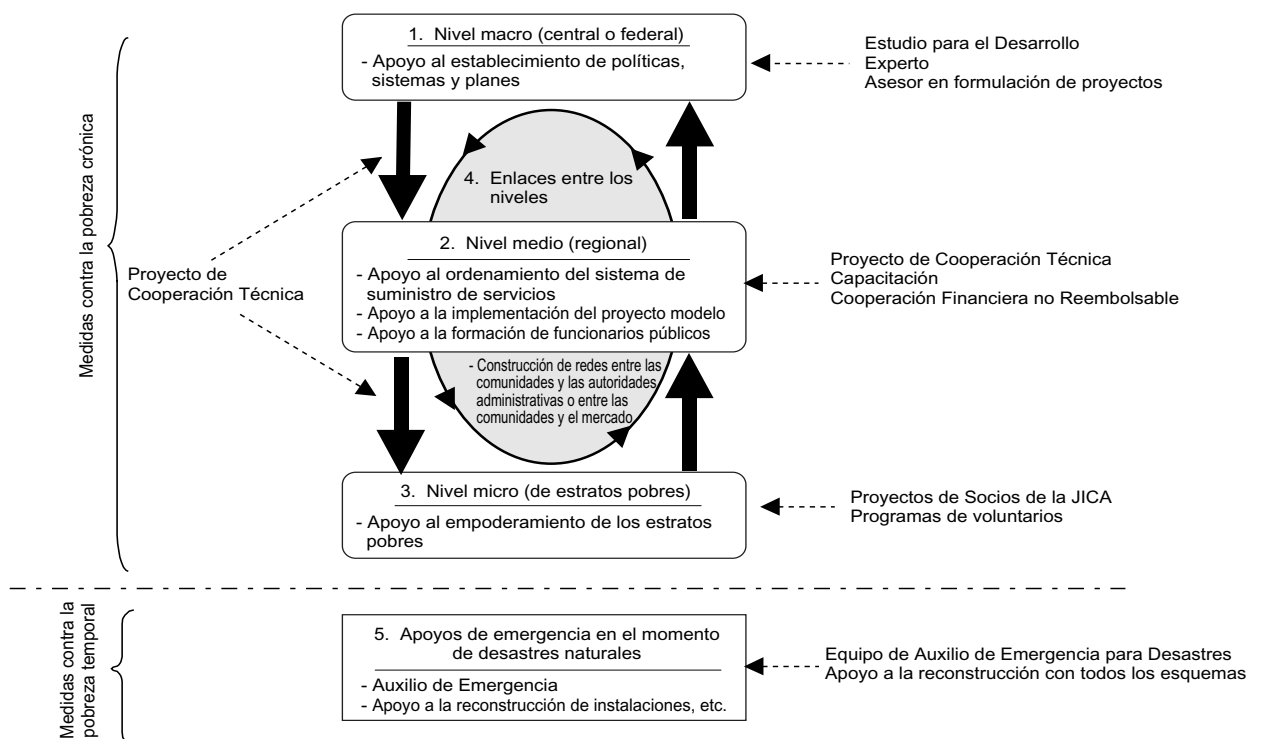 Medidas contra la pobreza crónica
1. Nivel macro (central o federal)
- Apoyo al establecimiento de políticas,
sistemas y planes
Estudio para el Desarrollo
Experto
Asesor en formulación de proyectos
4. Enlaces entre los
niveles
Proyecto de
Cooperación Técnica
2. Nivel medio (regional)
- Apoyo al ordenamiento del sistema de
suministro de servicios
- Apoyo a la implementación del proyecto modelo
- Apoyo a la formación de funcionarios públicos
Proyecto de Cooperación Técnica
Capacitación
Cooperación Financiera no Reembolsable
- Construcción de redes entre las
comunidades y las autoridades
administrativas o entre las
comunidades y el mercado
3. Nivel micro (de estratos pobres)
- Apoyo al empoderamiento de los estratos
pobres
Proyectos de Socios de la JICA
Programas de voluntarios
Medidas contra la
pobreza temporal
5. Apoyos de emergencia en el momento
de desastres naturales
- Auxilio de Emergencia
- Apoyo a la reconstrucción de instalaciones, etc.
Equipo de Auxilio de Emergencia para Desastres
Apoyo a la reconstrucción con todos los esquemas